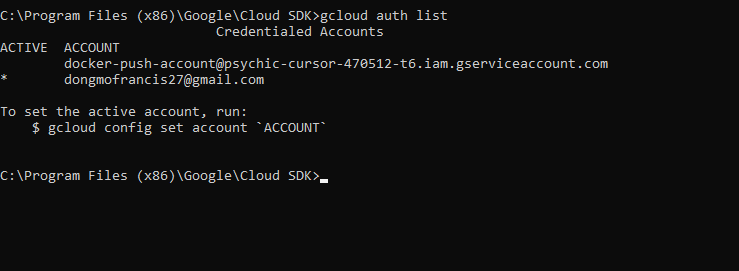 C:\Program Files (x86)\Google\Cloud SDK>gcloud auth list
Credentialed Accounts
ACTIVE  ACCOUNT
docker-push-account@psychic-cursor-470512-t6.iam.gserviceaccount.com
*       dongmofrancis27@gmail.com
To set the active account, run:
$ gcloud config set account `ACCOUNT`
C:\Program Files (x86)\Google\Cloud SDK>